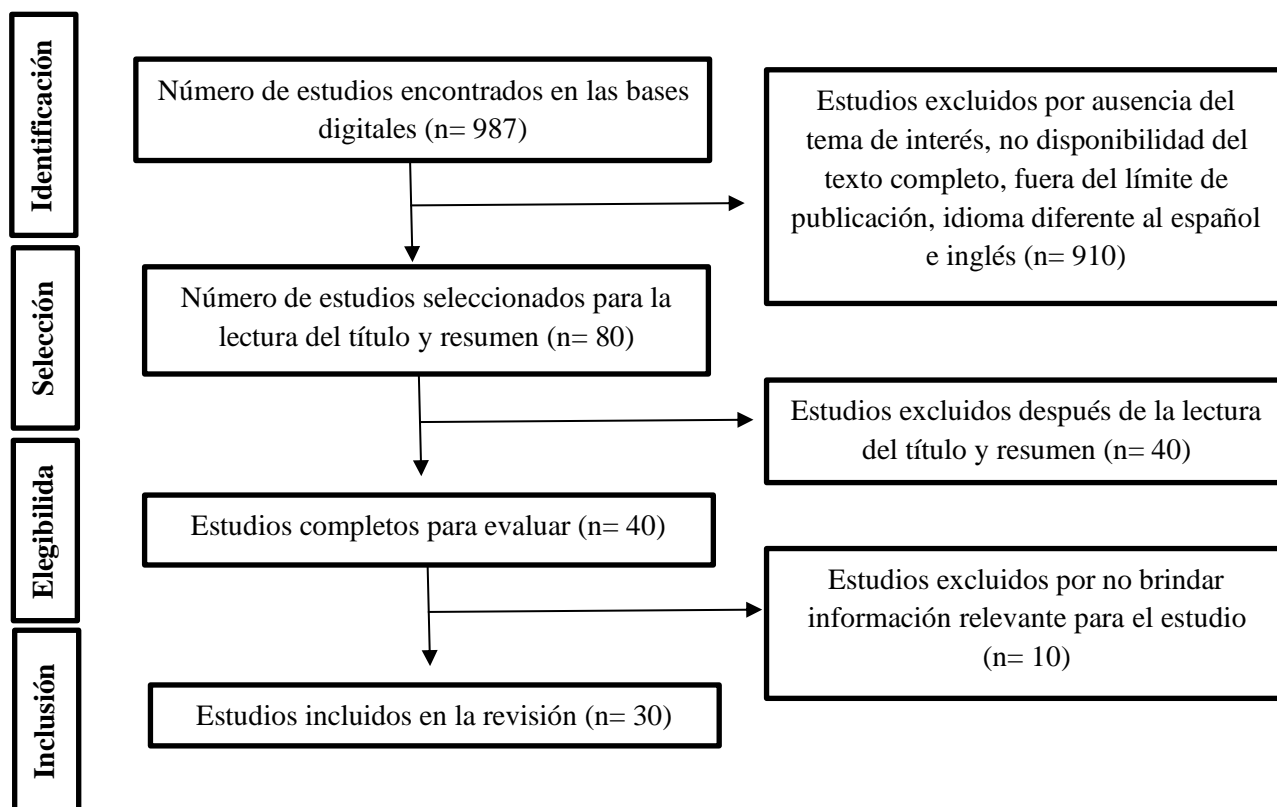 Identificación
Número de estudios encontrados en las bases
digitales (n= 987)
Estudios excluidos por ausencia del
tema de interés, no disponibilidad del
texto completo, fuera del límite de
publicación, idioma diferente al español
e inglés (n= 910)
Selección
Número de estudios seleccionados para la
lectura del título y resumen (n= 80)
Estudios excluidos después de la lectura
del título y resumen (n= 40)
Elegibilida
Estudios completos para evaluar (n= 40)
Estudios excluidos por no brindar
información relevante para el estudio
(n= 10)
Inclusión
Estudios incluidos en la revisión (n= 30)